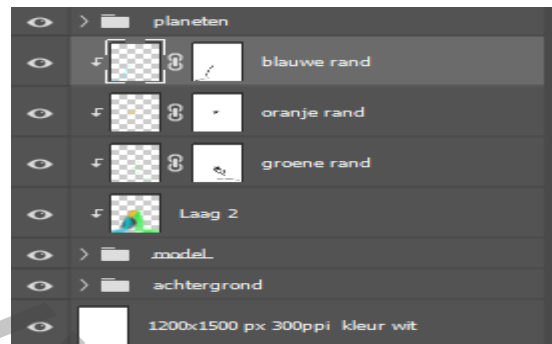 planeten
blauwe rand
oranje rand
groene rand
Laag 2
model
achtergrond
1200x1500 px 300ppi kleur wit